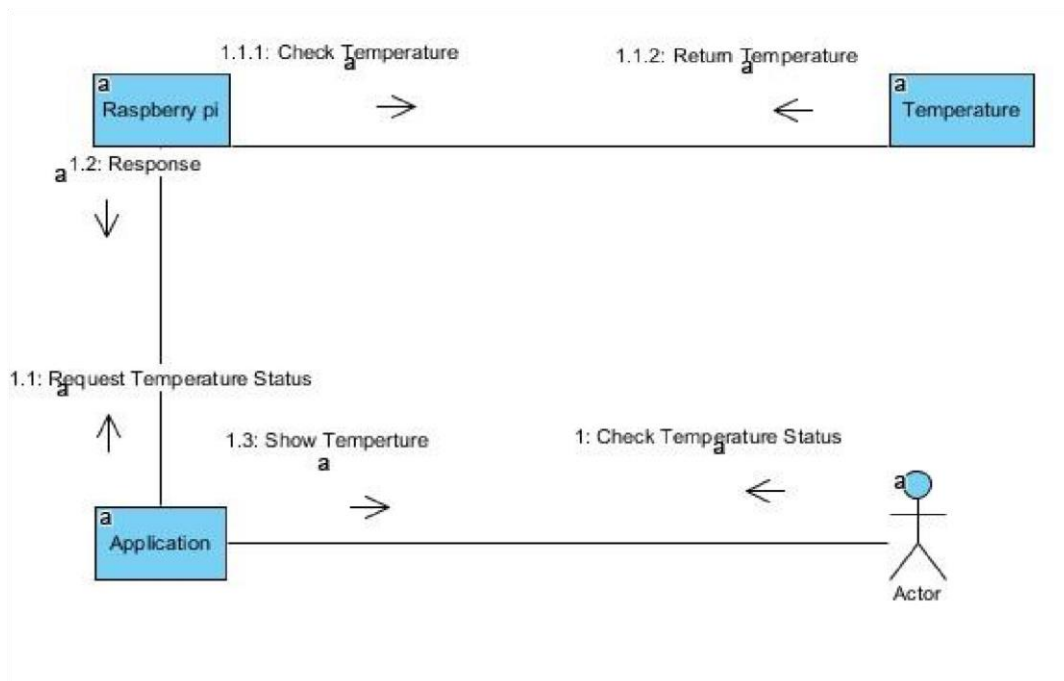 1.1.1: Check Temperature
a
1.1.2: Return Temperature
a
a
Raspberry pi
a
Temperature
1.2: Response
a
1.1: Request Temperature Status
a
1.3: Show Temperture
a
1: Check Temperature Status
a
a
Application
a
Actor